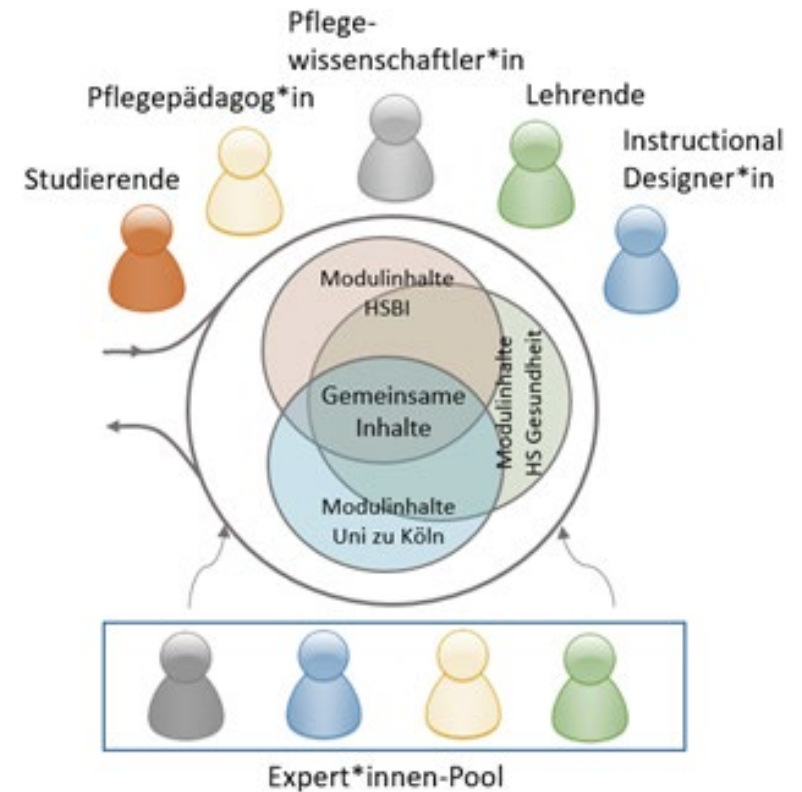 Pflege-
wissenschaftler*in
Pflegepädagog*in
Lehrende
Instructional
Designer*in
Studierende
Modulinhalte
HSBI
Modulinhalte
HS Gesundheit
Gemeinsame
Inhalte
Modulinhalte
Uni zu Köln
Expert*innen-Pool